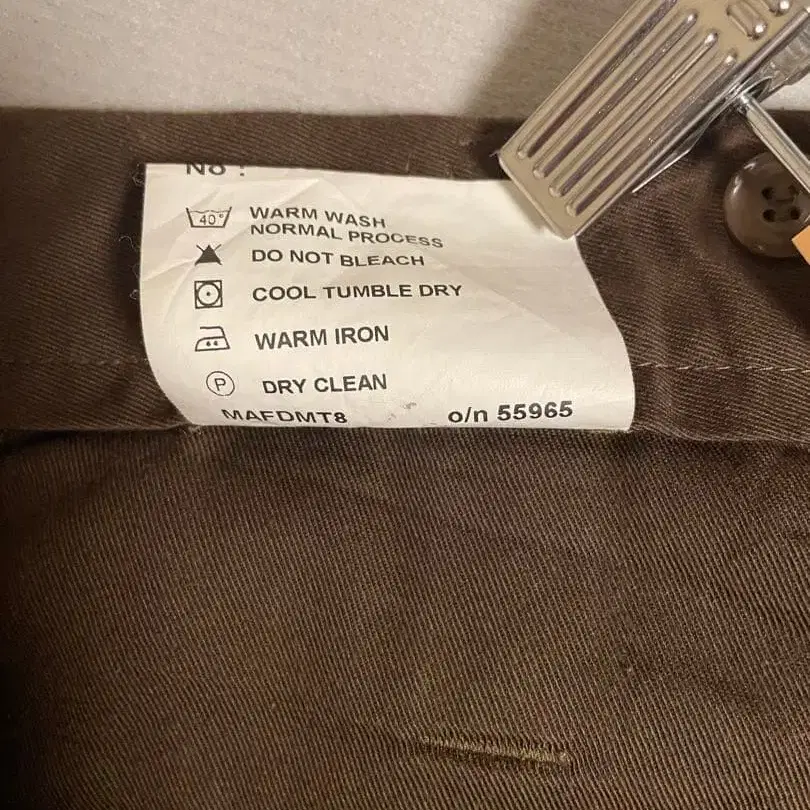 No :
40° WARM WASH
NORMAL PROCESS
DO NOT BLEACH
COOL TUMBLE DRY
WARM IRON
P DRY CLEAN
MAFDMT8 o/n 55965